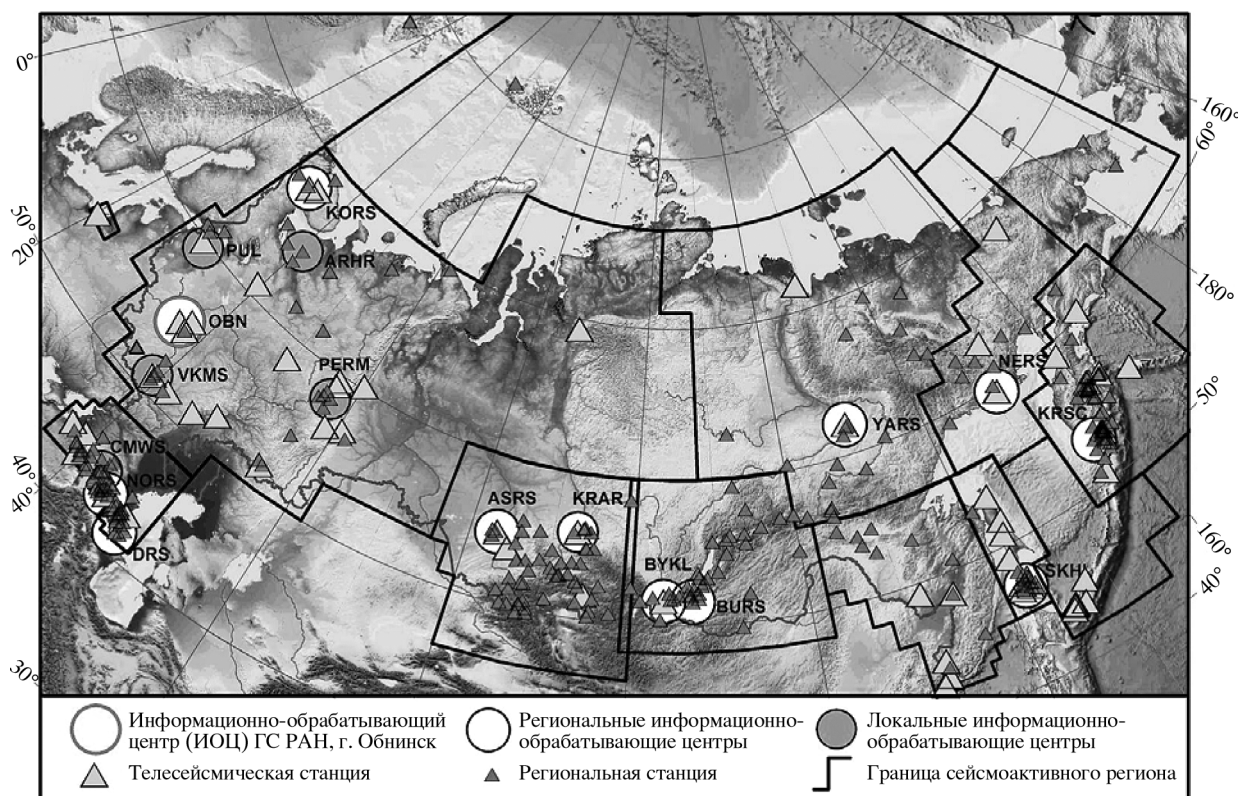 0°
160°
60°
KORS
50°
20°
PUL
ARHR
180°
OBN
PERM
VKMS
NERS
50°
KRSC
YARS
CMWS
40°
NORS
40°
ASRS
KRAR
160°
DRS
BYKL
SKH
BURS
40°
30°
Информационно-обрабатывающий
центр (ИОЦ) ГС РАН, г. Обнинск
Региональные информационно-
обрабатывающие центры
Локальные информационно-
обрабатывающие центры
Телесейсмическая станция
Региональная станция
Граница сейсмоактивного региона